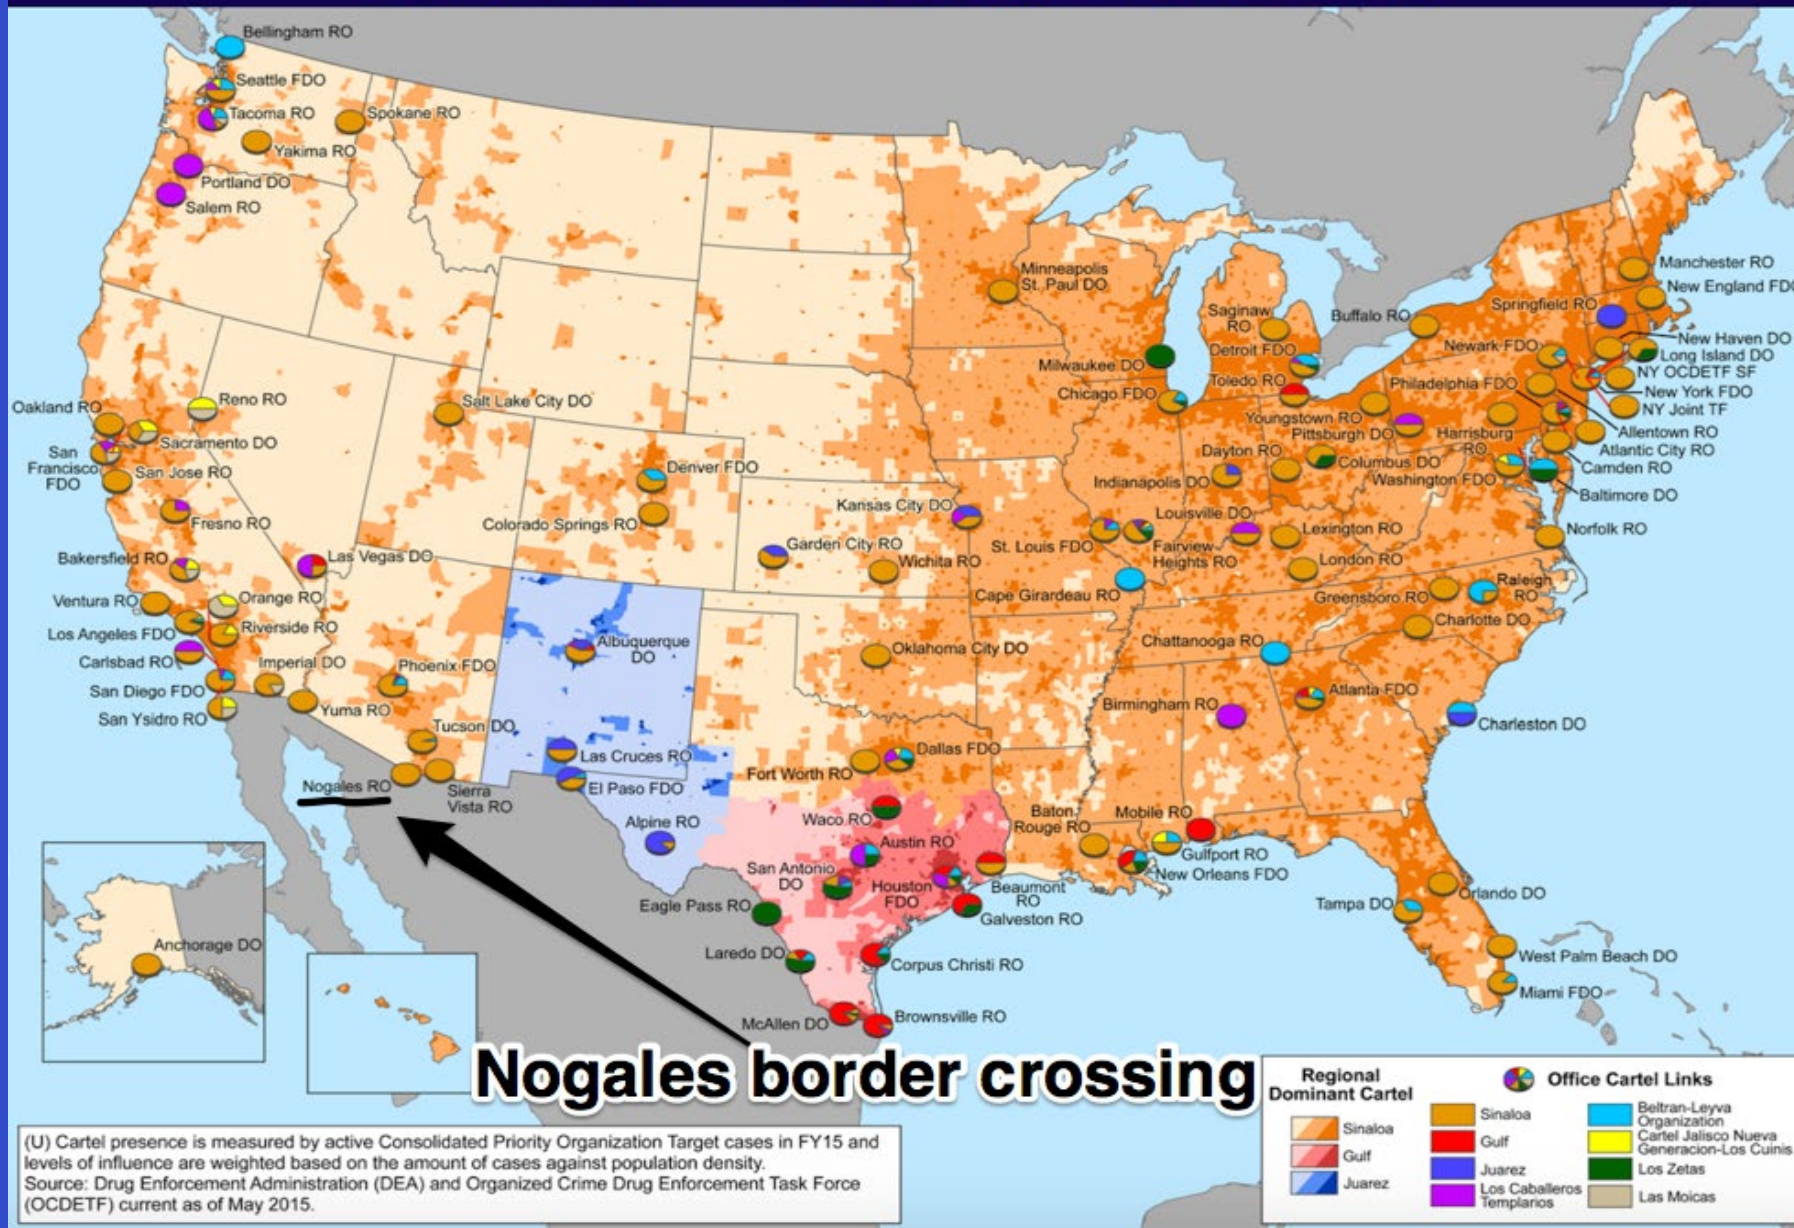 Bellingham RO
Seattle FDO
Tacoma RO
Spokane RO
Yakima RO
Portland DO
Salem RO
Minneapolis
St. Paul DO
Manchester RO
New England FDO
Springfield RO
Saginaw
RO
Buffalo RO
New Haven DO
Newark FDO
Long Island DO
Milwaukee DO
Detroit FDO
NY OCDETF SF
Toledo RO
Philadelphia FDO
New York FDO
Chicago FDO
NY Joint TF
Oakland RO
Reno RO
Salt Lake City DO
Youngstown RO
Pittsburgh DO
Harrisburg
RO
Allentown RO
Sacramento DO
Atlantic City RO
San
Francisco
FDO
San Jose RO
Denver FDO
Dayton RO
Columbus DO
Camden RO
Indianapolis DO
Washington FDO
Baltimore DO
Fresno RO
Colorado Springs RO
Kansas City DO
Louisville DO
Lexington RO
Norfolk RO
Garden City RO
St. Louis FDO
Fairview
Heights RO
Bakersfield RO
Las Vegas DO
Wichita RO
London RO
Ventura RO
Orange RO
Cape Girardeau RO
Greensboro RO
Raleigh
RO
Los Angeles FDO
Riverside RO
Albuquerque
DO
Charlotte DO
Carlsbad RO
Imperial DO
Phoenix FDO
Oklahoma City DO
Chattanooga RO
San Diego FDO
Atlanta FDO
San Ysidro RO
Yuma RO
Birmingham RO
Charleston DO
Tucson DO
Las Cruces RO
Dallas FDO
Nogales RO
Sierra
Vista RO
El Paso FDO
Fort Worth RO
Alpine RO
Waco RO
Baton
Rouge RO
Mobile RO
Austin RO
Gulfport RO
San Antonio
DO
Houston
FDO
Beaumont
RO
New Orleans FDO
Orlando DO
Eagle Pass RO
Galveston RO
Tampa DO
Anchorage DO
Laredo DO
Corpus Christi RO
West Palm Beach DO
McAllen DO
Brownsville RO
Miami FDO
Nogales border crossing
Regional
Dominant Cartel
Sinaloa
Gulf
Juarez
Office Cartel Links
Sinaloa
Gulf
Juarez
Los Caballeros
Templarios
Beltran-Leyva
Organization
Cartel Jalisco Nueva
Generacion-Los Cuinis
Los Zetas
Las Moicas
(U) Cartel presence is measured by active Consolidated Priority Organization Target cases in FY15 and
levels of influence are weighted based on the amount of cases against population density.
Source: Drug Enforcement Administration (DEA) and Organized Crime Drug Enforcement Task Force
(OCDETF) current as of May 2015.